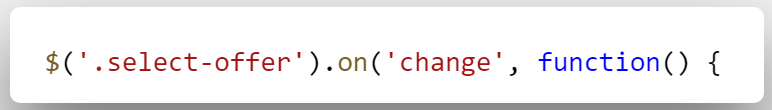 $('.select-offer').on('change', function() {